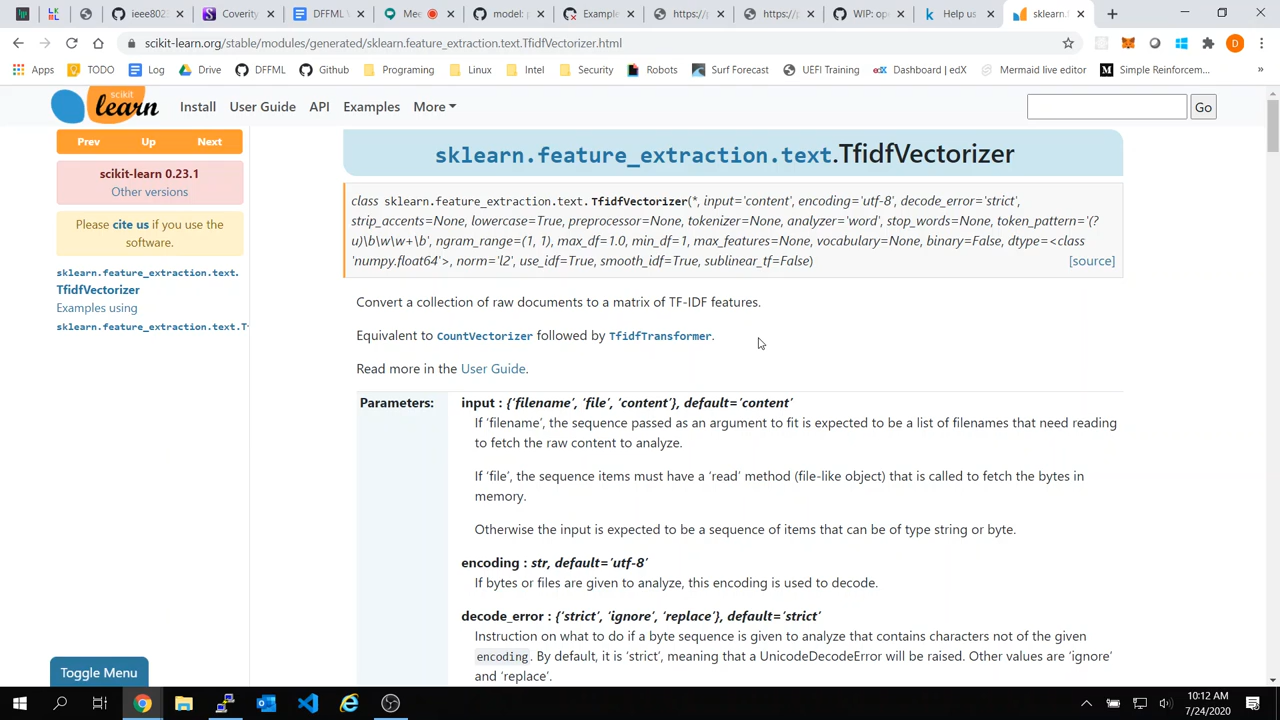 ieee802
Coverity
DFFML V
Mee
model: p
Example
https://
https://
WIP: ope
Help us
sklearn.f
scikit-learn.org/stable/modules/generated/sklearn.feature_extraction.text.TfidfVectorizer.html
Apps TODO Log Drive DFFML Github Programing Linux Intel Security Robots Surf Forecast UEFI Training Dashboard | edX Mermaid live editor Simple Reinforcem... »
scikit
learn
Install User Guide API Examples More Go
Prev Up Next
scikit-learn 0.23.1
Other versions
Please cite us if you use the
software.
sklearn.feature_extraction.text.
TfidfVectorizer
Examples using
sklearn.feature_extraction.text.T
sklearn.feature_extraction.text.TfidfVectorizer
class sklearn.feature_extraction.text.TfidfVectorizer(*, input='content', encoding='utf-8', decode_error='strict',
strip_accents=None, lowercase=True, preprocessor=None, tokenizer=None, analyzer='word', stop_words=None, token_pattern='(?
u)\b\w\w+\b', ngram_range=(1, 1), max_df=1.0, min_df=1, max_features=None, vocabulary=None, binary=False, dtype=<class
'numpy.float64'>, norm='l2', use_idf=True, smooth_idf=True, sublinear_tf=False) [source]
Convert a collection of raw documents to a matrix of TF-IDF features.
Equivalent to CountVectorizer followed by TfidfTransformer.
Read more in the User Guide.
Parameters:
input : {'filename', 'file', 'content'}, default='content'
If 'filename', the sequence passed as an argument to fit is expected to be a list of filenames that need reading
to fetch the raw content to analyze.
If 'file', the sequence items must have a 'read' method (file-like object) that is called to fetch the bytes in
memory.
Otherwise the input is expected to be a sequence of items that can be of type string or byte.
encoding : str, default='utf-8'
If bytes or files are given to analyze, this encoding is used to decode.
decode_error : {'strict', 'ignore', 'replace'}, default='strict'
Instruction on what to do if a byte sequence is given to analyze that contains characters not of the given
encoding. By default, it is 'strict', meaning that a UnicodeDecodeError will be raised. Other values are 'ignore'
and 'replace'.
Toggle Menu
10:12 AM
7/24/2020